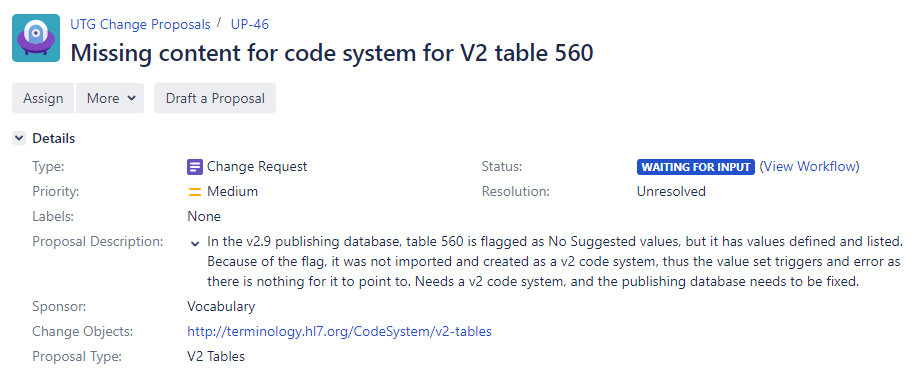 UTG Change Proposals / UP-46
Missing content for code system for V2 table 560
Assign More Draft a Proposal
Details
Type: Change Request Status: WAITING FOR INPUT (View Workflow)
Priority: Medium Resolution: Unresolved
Labels: None
Proposal Description: In the v2.9 publishing database, table 560 is flagged as No Suggested values, but it has values defined and listed.
Because of the flag, it was not imported and created as a v2 code system, thus the value set triggers and error as
there is nothing for it to point to. Needs a v2 code system, and the publishing database needs to be fixed.
Sponsor: Vocabulary
Change Objects: http://terminology.hl7.org/CodeSystem/v2-tables
Proposal Type: V2 Tables